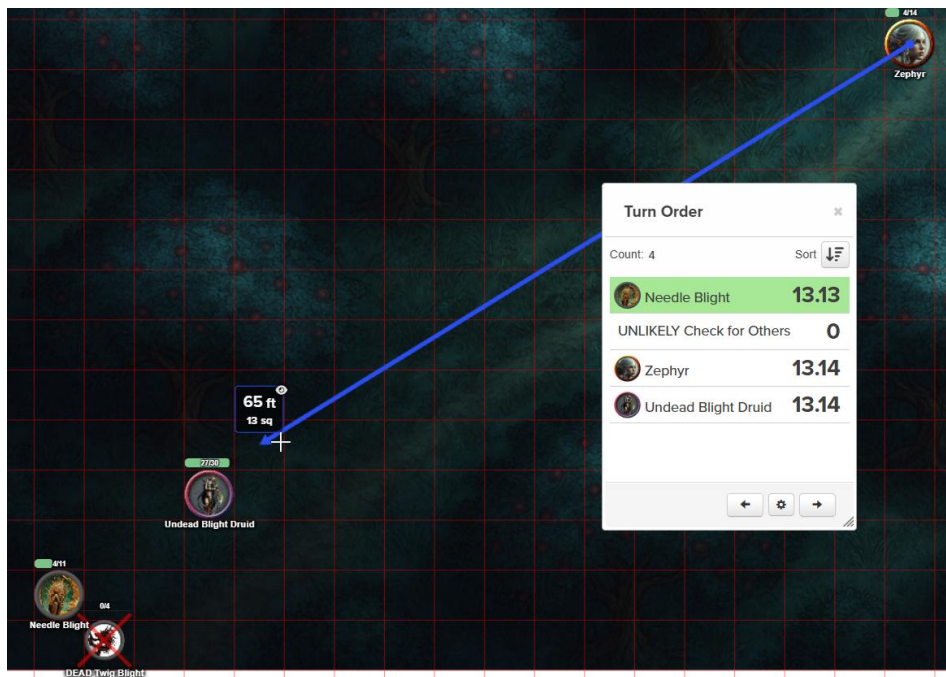 4/14
Zephyr
Turn Order ×
Count: 4 Sort
Needle Blight 13.13
UNLIKELY Check for Others 0
Zephyr 13.14
Undead Blight Druid 13.14
65 ft
13 sq
27/30
Undead Blight Druid
4/11
Needle Blight
0/4
DEAD Twig Blight